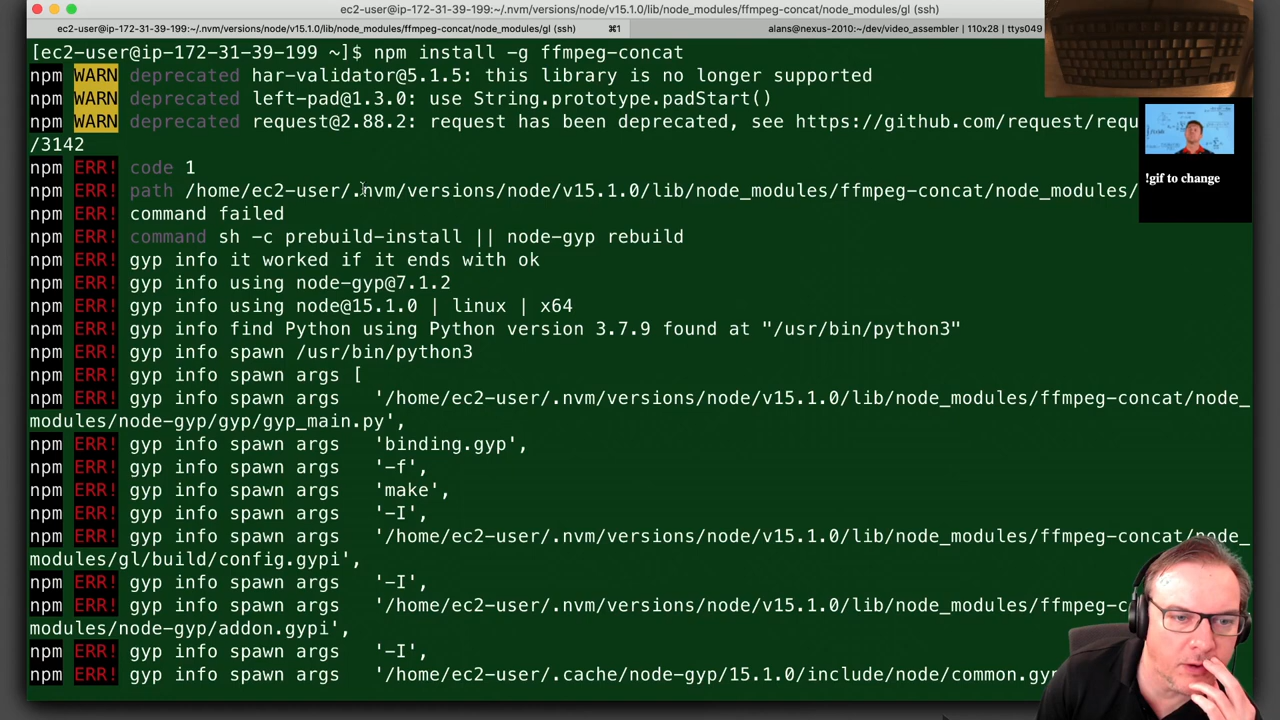 ec2-user@ip-172-31-39-199:~/.nvm/versions/node/v15.1.0/lib/node_modules/ffmpeg-concat/node_modules/gl (ssh)
ec2-user@ip-172-31-39-199:~/.nvm/versions/node/v15.1.0/lib/node_modules/ffmpeg-concat/node_modules/gl (ssh) ⌘1
alans@nexus-2010:~/dev/video_assembler | 110x28 | ttys049
[ec2-user@ip-172-31-39-199 ~]$ npm install -g ffmpeg-concat
npm WARN deprecated har-validator@5.1.5: this library is no longer supported
npm WARN deprecated left-pad@1.3.0: use String.prototype.padStart()
npm WARN deprecated request@2.88.2: request has been deprecated, see https://github.com/request/requ
/3142
npm ERR! code 1
npm ERR! path /home/ec2-user/.nvm/versions/node/v15.1.0/lib/node_modules/ffmpeg-concat/node_modules/
npm ERR! command failed
npm ERR! command sh -c prebuild-install || node-gyp rebuild
npm ERR! gyp info it worked if it ends with ok
npm ERR! gyp info using node-gyp@7.1.2
npm ERR! gyp info using node@15.1.0 | linux | x64
npm ERR! gyp info find Python using Python version 3.7.9 found at "/usr/bin/python3"
npm ERR! gyp info spawn /usr/bin/python3
npm ERR! gyp info spawn args [
npm ERR! gyp info spawn args   '/home/ec2-user/.nvm/versions/node/v15.1.0/lib/node_modules/ffmpeg-concat/node_
modules/node-gyp/gyp/gyp_main.py',
npm ERR! gyp info spawn args   'binding.gyp',
npm ERR! gyp info spawn args   '-f',
npm ERR! gyp info spawn args   'make',
npm ERR! gyp info spawn args   '-I',
npm ERR! gyp info spawn args   '/home/ec2-user/.nvm/versions/node/v15.1.0/lib/node_modules/ffmpeg-concat/node_
modules/gl/build/config.gypi',
npm ERR! gyp info spawn args   '-I',
npm ERR! gyp info spawn args   '/home/ec2-user/.nvm/versions/node/v15.1.0/lib/node_modules/ffmpeg-c
modules/node-gyp/addon.gypi',
npm ERR! gyp info spawn args   '-I',
npm ERR! gyp info spawn args   '/home/ec2-user/.cache/node-gyp/15.1.0/include/node/common.gyp
!gif to change